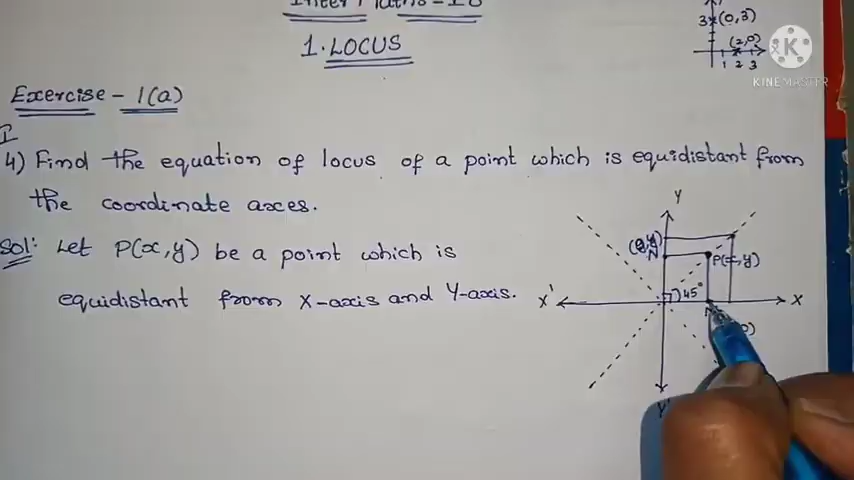 1. LOCUS
3 (0,3)
(2,0)
1 2 3
K
KINEMASTER
Exercise - 1(a)
I
4) Find the equation of locus of a point which is equidistant from
the coordinate axes.
Sol: Let P(x,y) be a point which is
equidistant from X-axis and Y-axis.
Y
N
P(x,y)
45°
X'
X
Y'